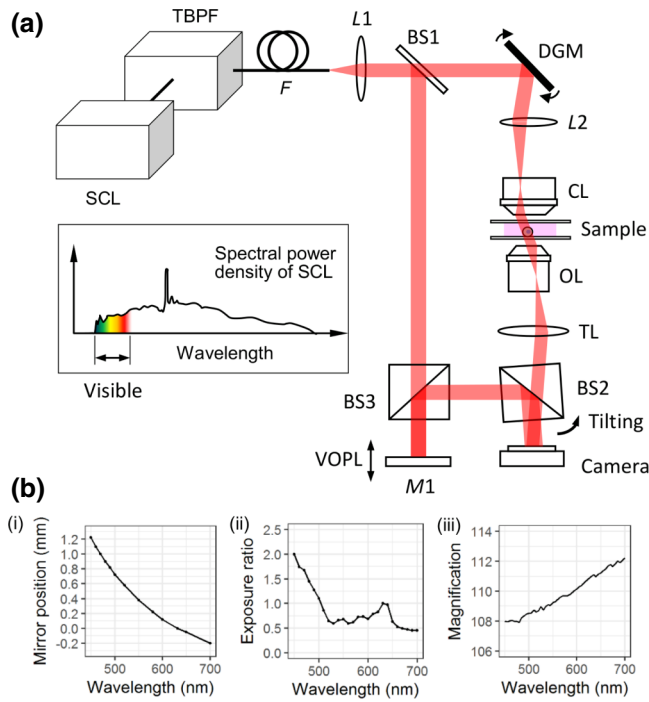 (a)
TBPF
SCL
F
L1
BS1
DGM
L2
CL
Sample
OL
TL
BS3
BS2
Tilting
VOPL
M1
Camera
Spectral power
density of SCL
Wavelength
Visible
(b)
(i)
Mirror position (mm)
1.2
1.0
0.8
0.6
0.4
0.2
0.0
-0.2
500
600
700
Wavelength (nm)
(ii)
Exposure ratio
2.5
2.0
1.5
1.0
0.5
0.0
500
600
700
Wavelength (nm)
(iii)
Magnification
114
112
110
108
106
500
600
700
Wavelength (nm)